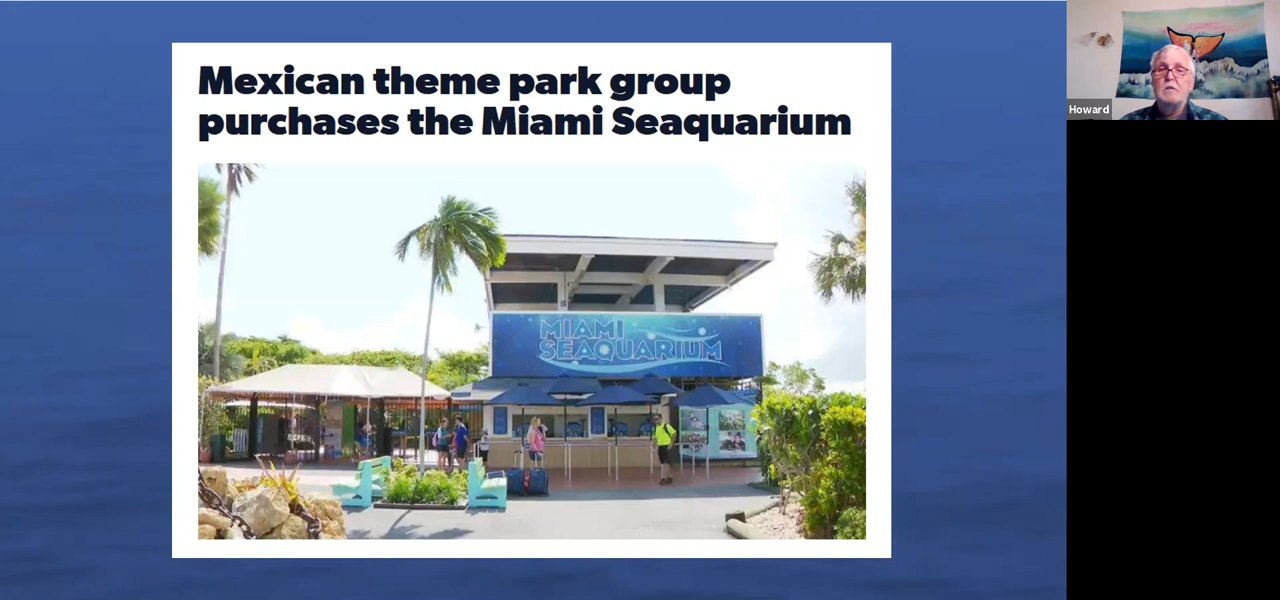 Mexican theme park group
purchases the Miami Seaquarium
MIAMI
SEAQUARIUM
Howard